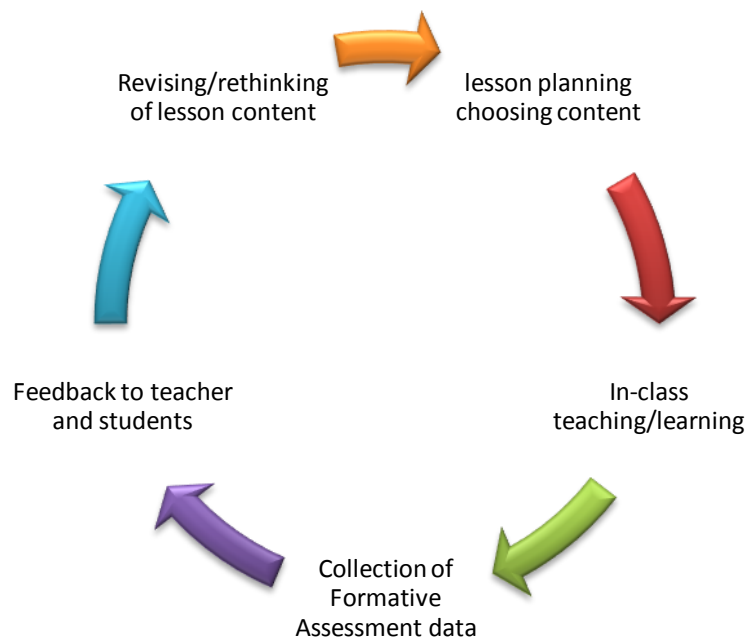 Revising/rethinking
of lesson content
lesson planning
choosing content
In-class
teaching/learning
Collection of
Formative
Assessment data
Feedback to teacher
and students